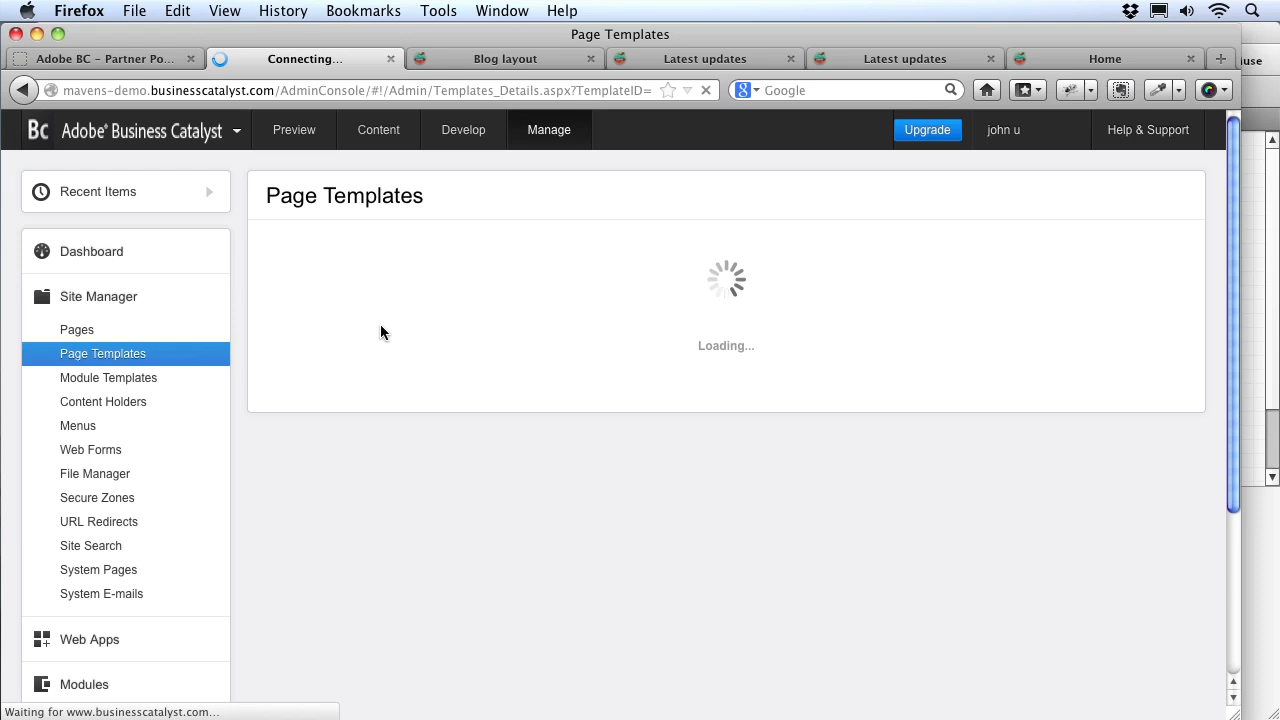 Firefox File Edit View History Bookmarks Tools Window Help
Page Templates
Adobe BC – Partner Po... Connecting... Blog layout Latest updates Latest updates Home
mavens-demo.businesscatalyst.com/AdminConsole/#!/Admin/Templates_Details.aspx?TemplateID= Google
Bc Adobe® Business Catalyst Preview Content Develop Manage Upgrade john u Help & Support
Recent Items
Page Templates
Dashboard
Site Manager
Loading...
Pages
Page Templates
Module Templates
Content Holders
Menus
Web Forms
File Manager
Secure Zones
URL Redirects
Site Search
System Pages
System E-mails
Web Apps
Modules
Waiting for www.businesscatalyst.com...